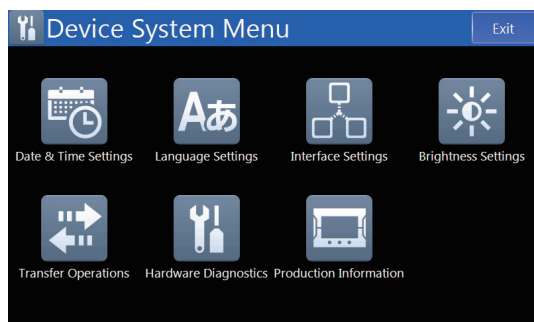 Device System Menu
Exit
Aあ
Date & Time Settings
Language Settings
Interface Settings
Brightness Settings
Transfer Operations
Hardware Diagnostics
Production Information